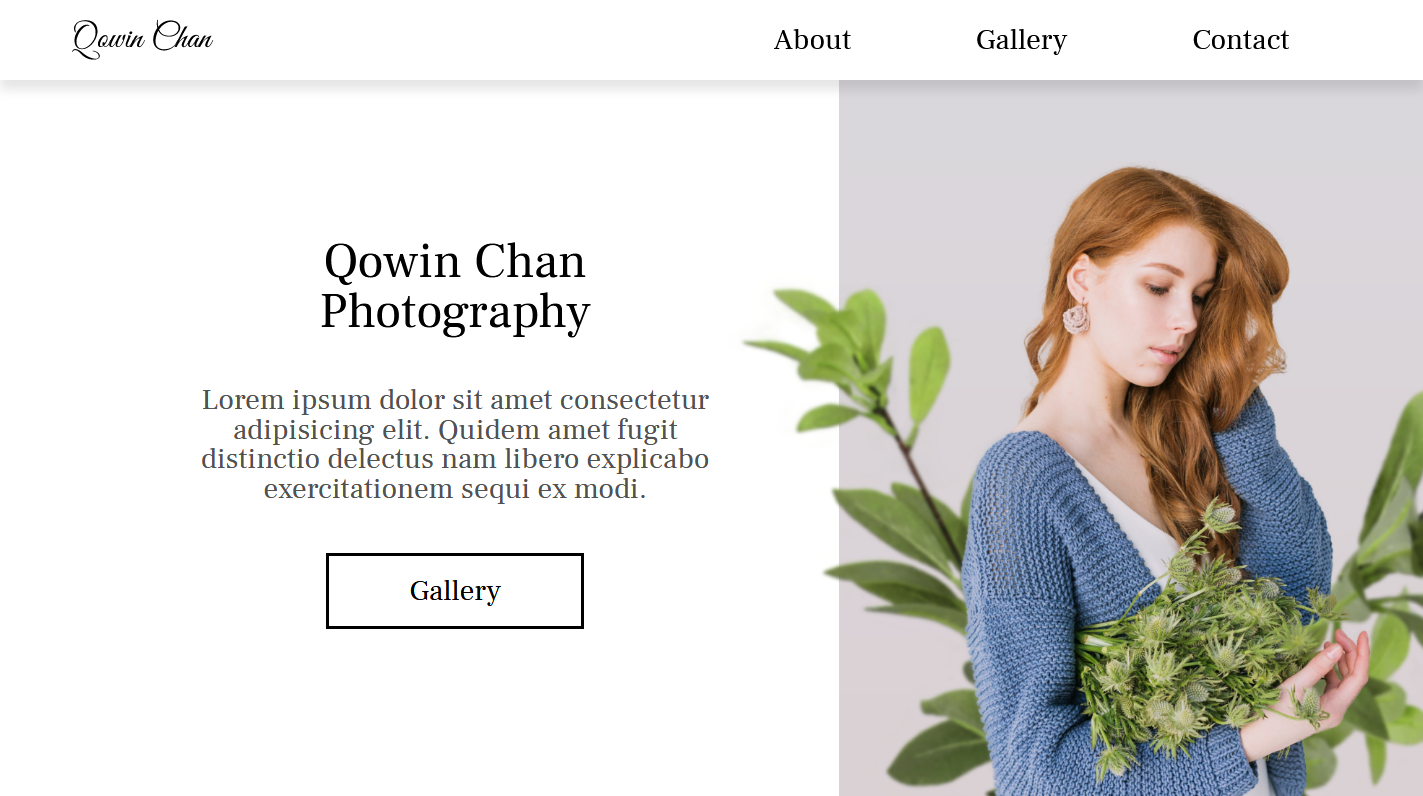 Qowin Chan
About
Gallery
Contact
Qowin Chan
Photography
Lorem ipsum dolor sit amet consectetur
adipisicing elit. Quidem amet fugit
distinctio delectus nam libero explicabo
exercitationem sequi ex modi.
Gallery